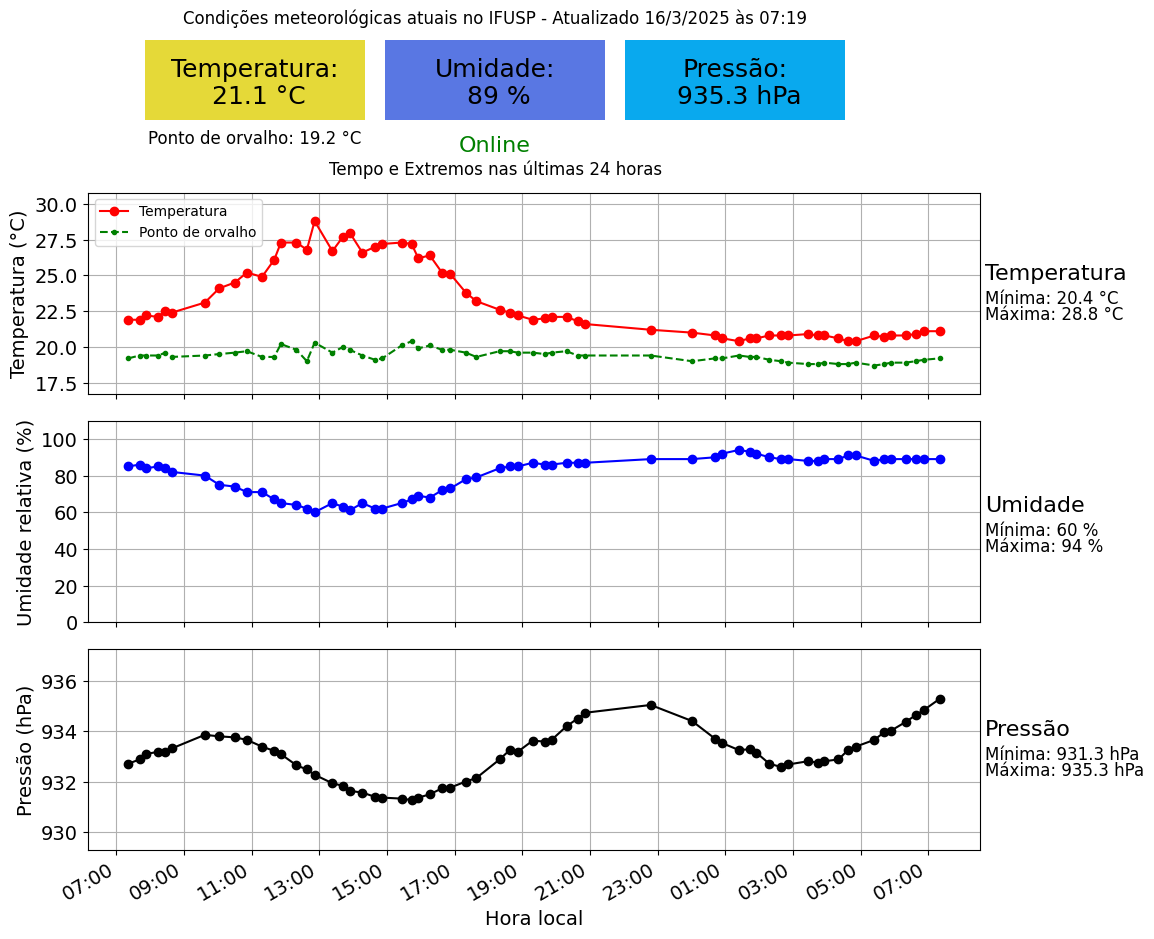 Condições meteorológicas atuais no IFUSP - Atualizado 16/3/2025 às 07:19
Temperatura:
21.1 °C
Umidade:
89 %
Pressão:
935.3 hPa
Ponto de orvalho: 19.2 °C
Online
Tempo e Extremos nas últimas 24 horas
Temperatura (°C)
30.0
27.5
25.0
22.5
20.0
17.5
Temperatura
Ponto de orvalho
Temperatura
Mínima: 20.4 °C
Máxima: 28.8 °C
Umidade relativa (%)
100
80
60
40
20
0
Umidade
Mínima: 60 %
Máxima: 94 %
Pressão (hPa)
936
934
932
930
Pressão
Mínima: 931.3 hPa
Máxima: 935.3 hPa
07:00
09:00
11:00
13:00
15:00
17:00
19:00
21:00
23:00
01:00
03:00
05:00
07:00
Hora local